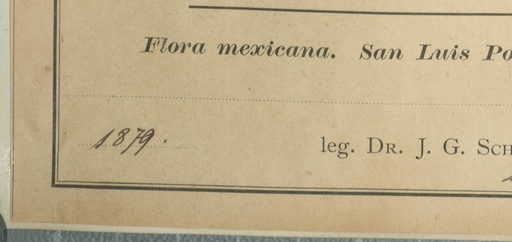 Flora mexicana. San Luis Po
1879.
leg. Dr. J. G. Sch